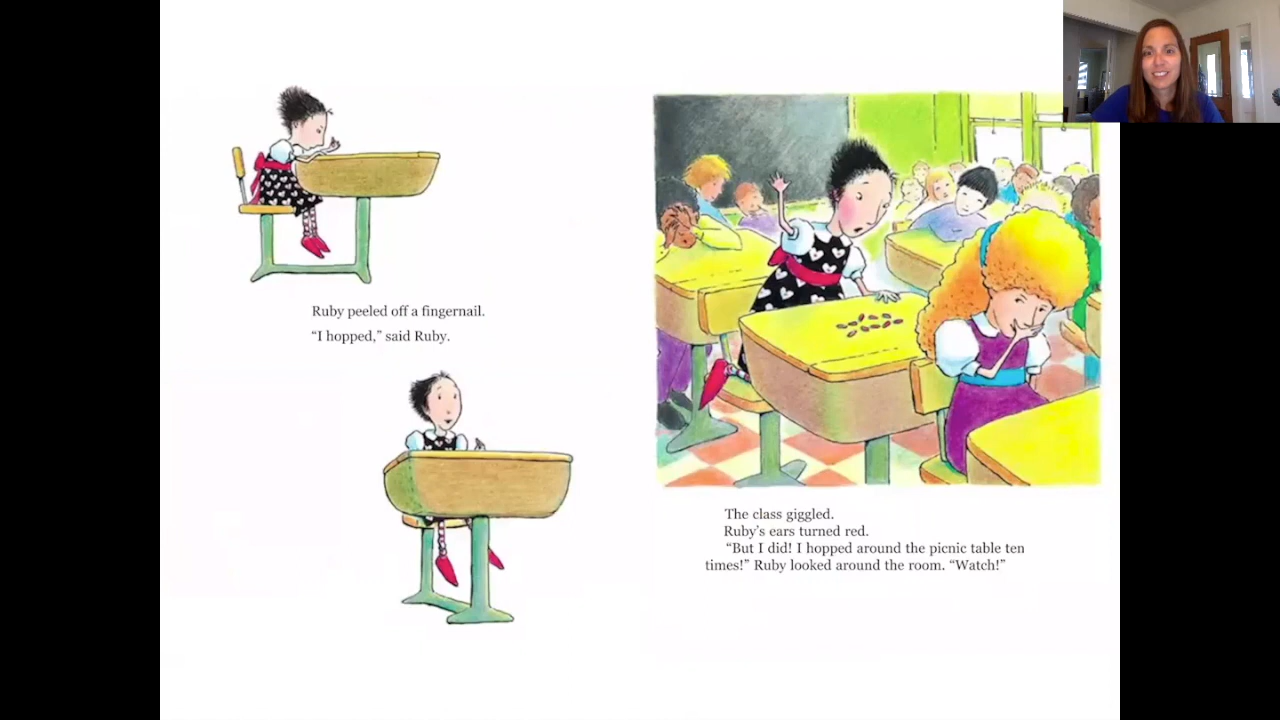 Ruby peeled off a fingernail.
“I hopped,” said Ruby.
The class giggled.
Ruby’s ears turned red.
“But I did! I hopped around the picnic table ten
times!” Ruby looked around the room. “Watch!”